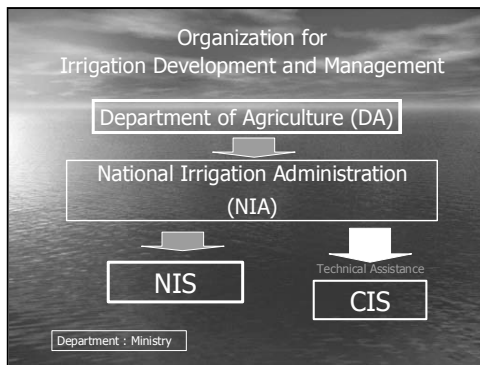 Organization for
Irrigation Development and Management
Department of Agriculture (DA)
National Irrigation Administration
(NIA)
Technical Assistance
NIS
CIS
Department : Ministry